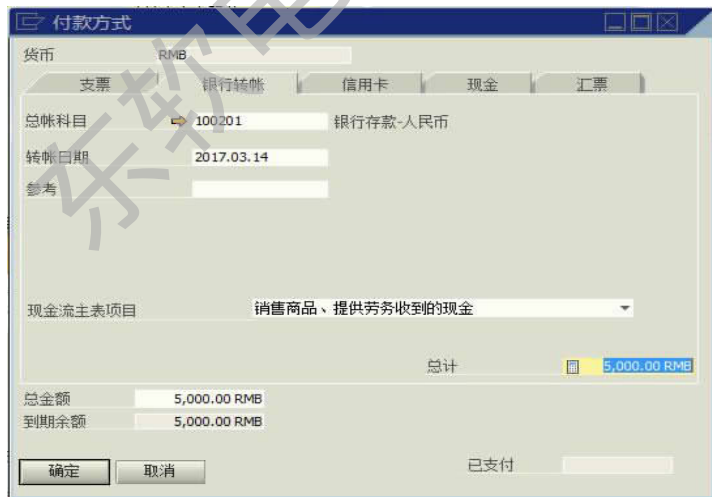 付款方式
货币 RMB
支票 银行转帐 信用卡 现金 汇票
总帐科目 100201 银行存款-人民币
转帐日期 2017.03.14
参考
现金流主表项目 销售商品、提供劳务收到的现金
总计 5,000.00 RMB
总金额 5,000.00 RMB
到期余额 5,000.00 RMB
确定 取消 已支付
东软电